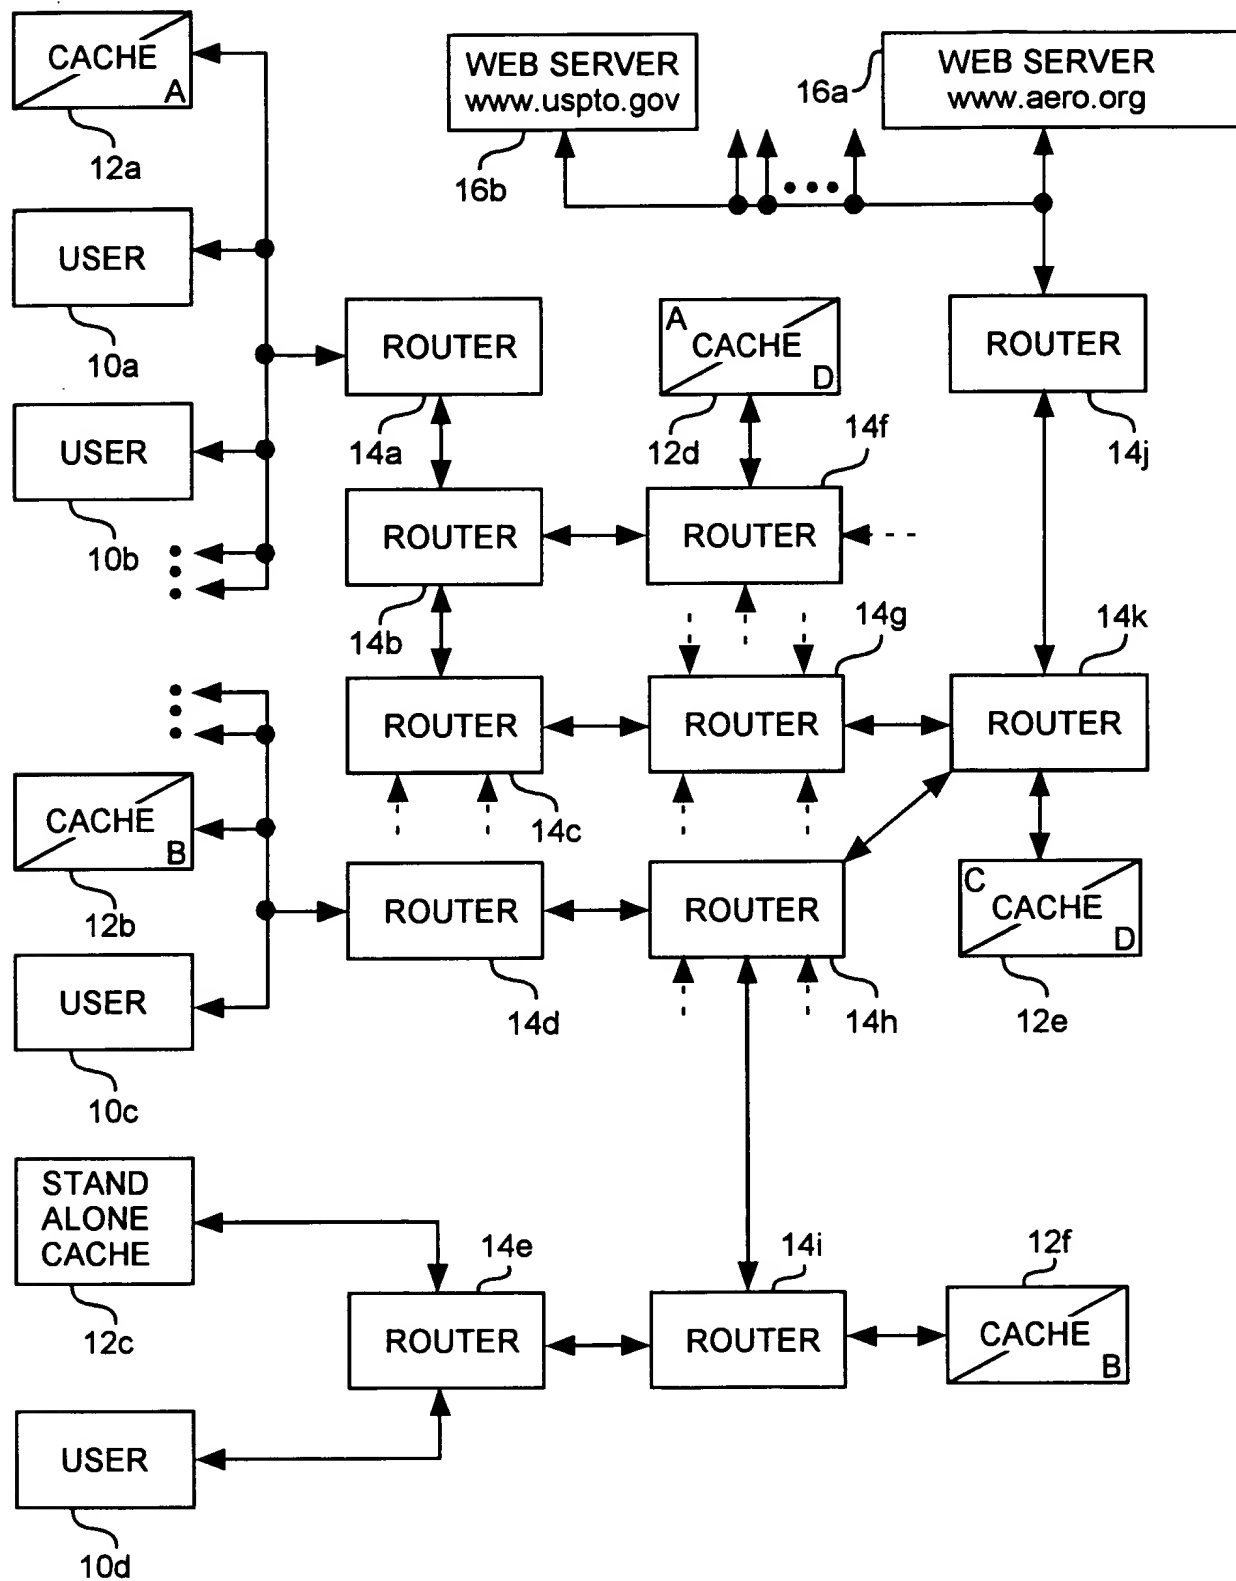 CACHE
A
12a
WEB SERVER
www.uspto.gov
16b
16a
WEB SERVER
www.aero.org
USER
10a
ROUTER
14a
A
CACHE
D
12d
ROUTER
14j
USER
10b
ROUTER
14b
14f
ROUTER
ROUTER
14c
14g
ROUTER
14k
ROUTER
CACHE
B
12b
ROUTER
14d
ROUTER
14h
C
CACHE
D
12e
USER
10c
STAND
ALONE
CACHE
12c
14e
ROUTER
14i
ROUTER
12f
CACHE
B
USER
10d